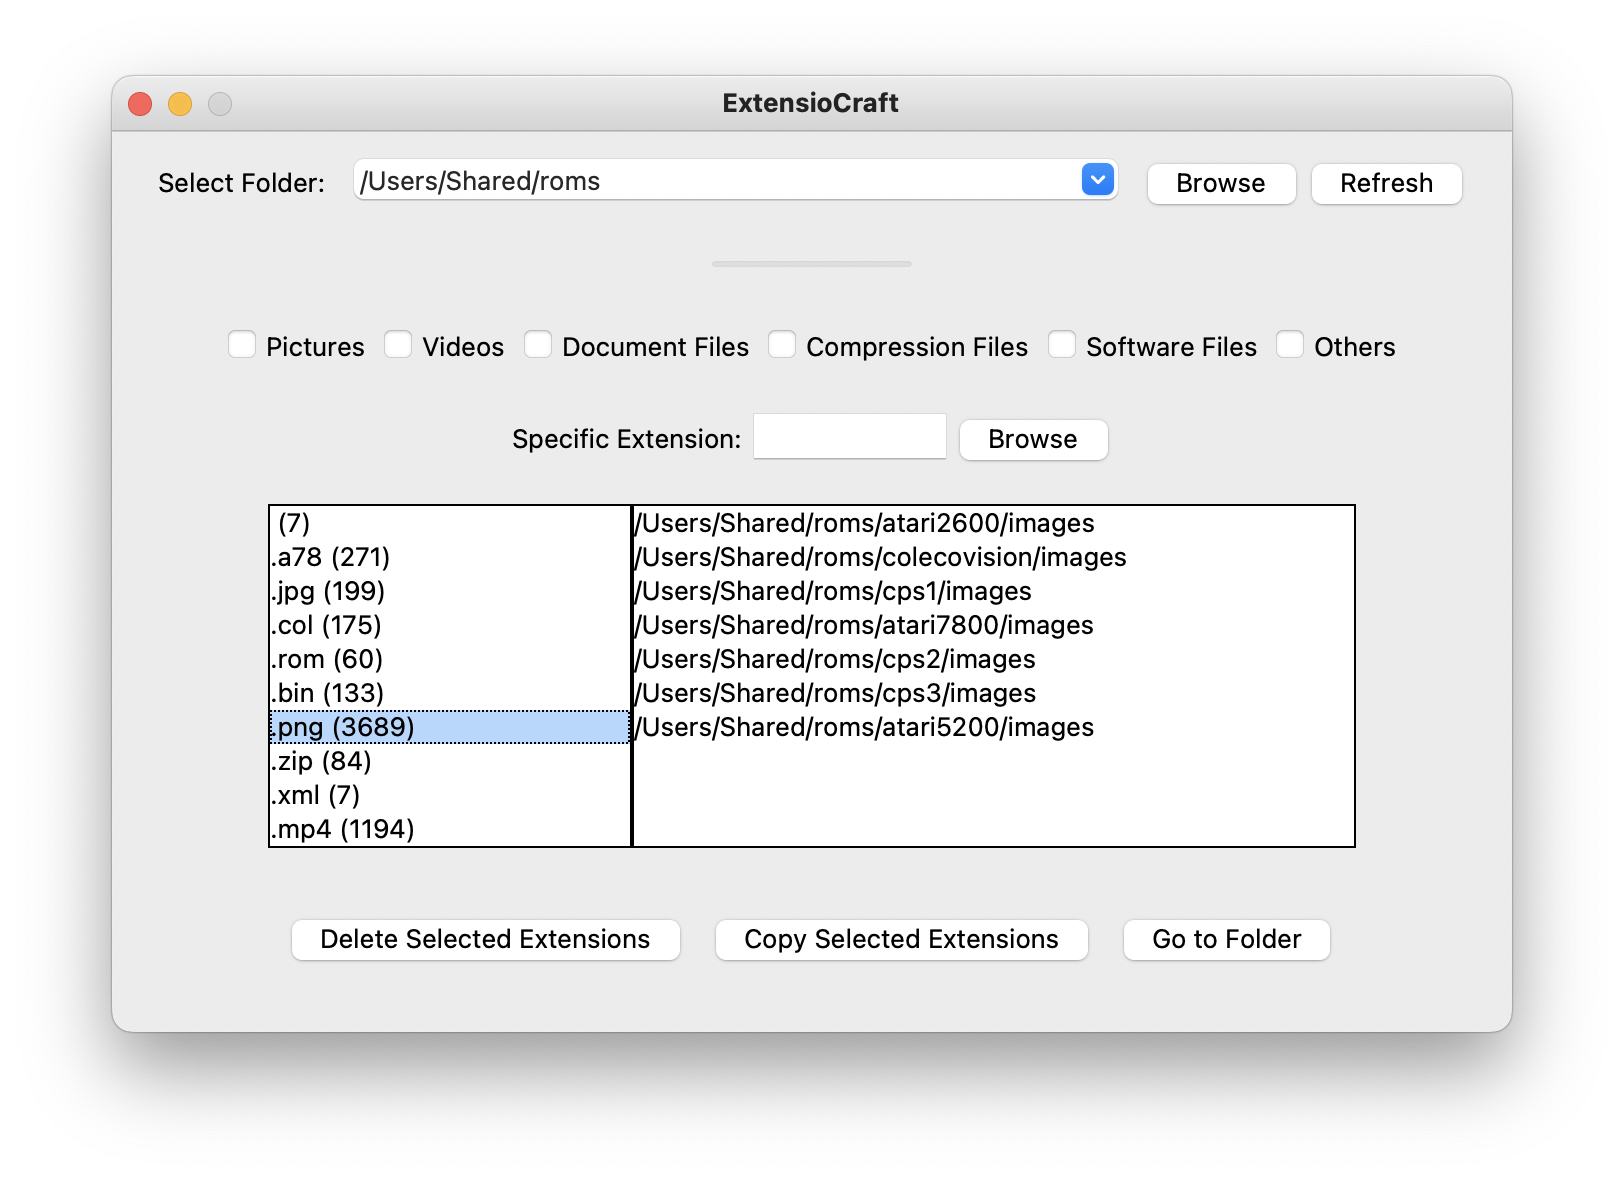 ExtensioCraft
Select Folder: /Users/Shared/roms Browse Refresh
Pictures Videos Document Files Compression Files Software Files Others
Specific Extension: Browse
(7)
.a78 (271)
.jpg (199)
.col (175)
.rom (60)
.bin (133)
.png (3689)
.zip (84)
.xml (7)
.mp4 (1194)
/Users/Shared/roms/atari2600/images
/Users/Shared/roms/colecovision/images
/Users/Shared/roms/cps1/images
/Users/Shared/roms/atari7800/images
/Users/Shared/roms/cps2/images
/Users/Shared/roms/cps3/images
/Users/Shared/roms/atari5200/images
Delete Selected Extensions Copy Selected Extensions Go to Folder